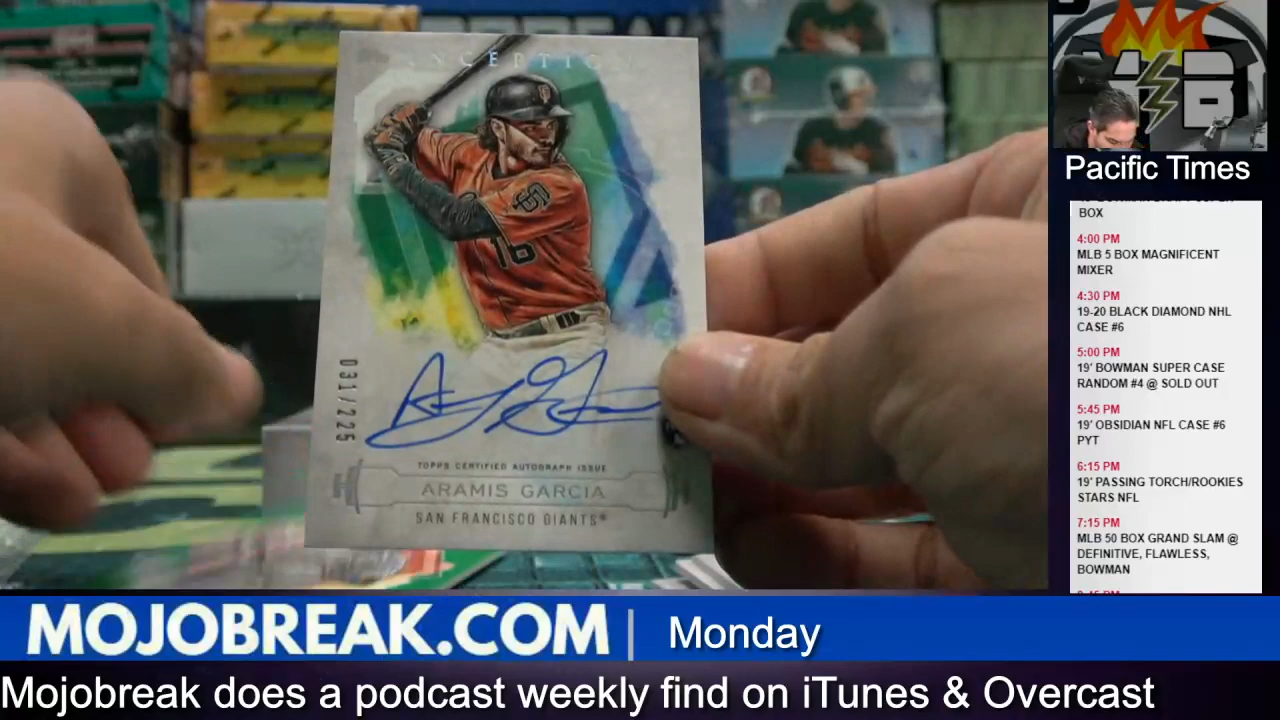 INCEPTION
SF
16
031/225
TOPPS CERTIFIED AUTOGRAPH ISSUE
ARAMIS GARCIA
SAN FRANCISCO GIANTS®
Pacific Times
BOX
4:00 PM
MLB 5 BOX MAGNIFICENT
MIXER
4:30 PM
19-20 BLACK DIAMOND NHL
CASE #6
5:00 PM
19' BOWMAN SUPER CASE
RANDOM #4 @ SOLD OUT
5:45 PM
19' OBSIDIAN NFL CASE #6
PYT
6:15 PM
19' PASSING TORCH/ROOKIES
STARS NFL
7:15 PM
MLB 50 BOX GRAND SLAM @
DEFINITIVE, FLAWLESS,
BOWMAN
MOJOBREAK.COM | Monday
Mojobreak does a podcast weekly find on iTunes & Overcast